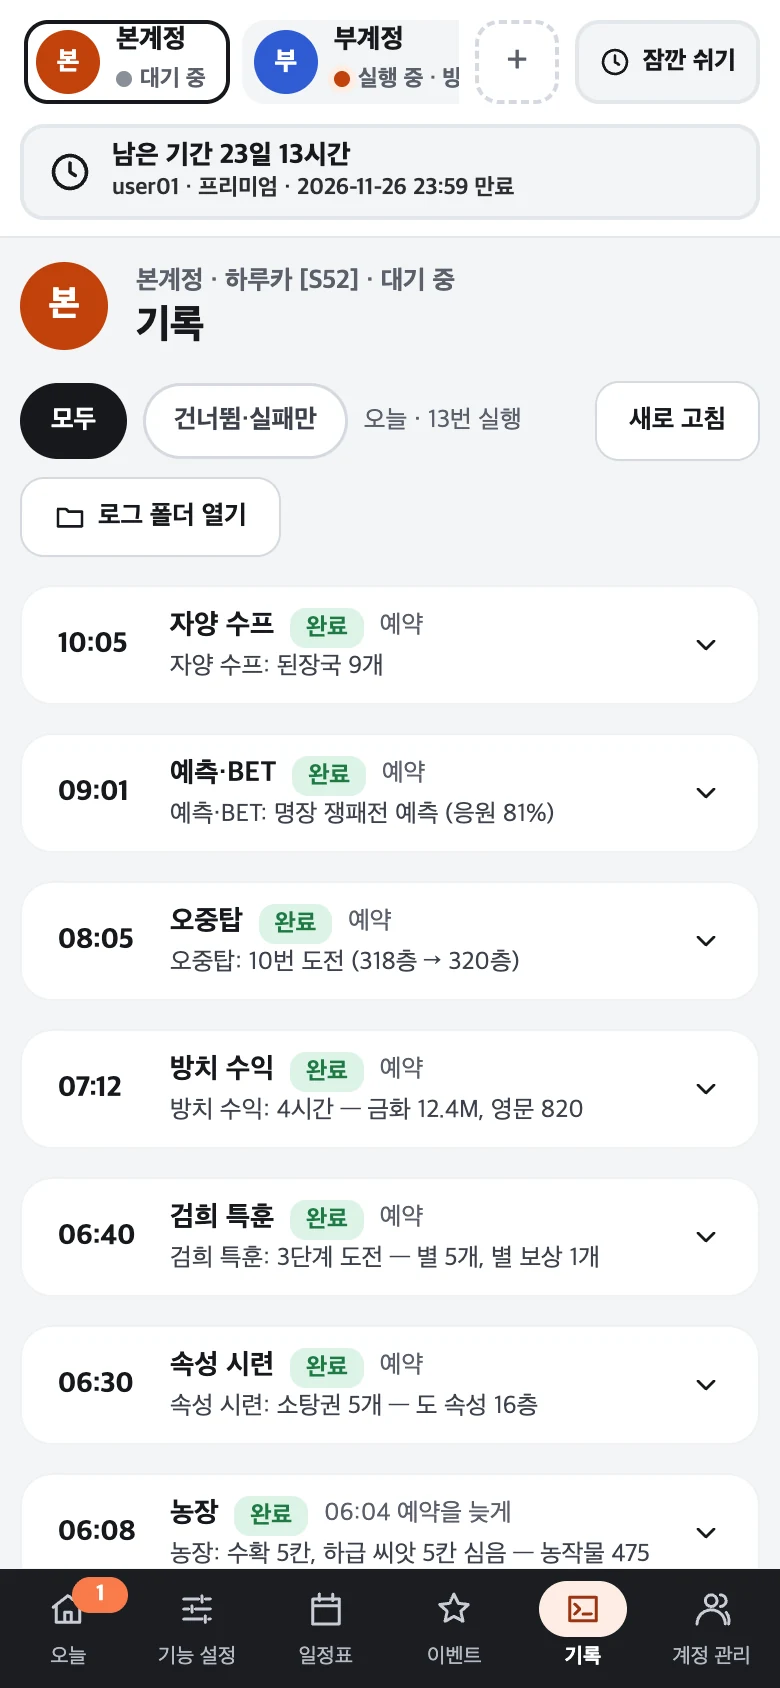 본
본계정
대기 중
부
부계정
실행 중 · 방
+
잠깐 쉬기
남은 기간 23일 13시간
user01 · 프리미엄 · 2026-11-26 23:59 만료
본
본계정 · 하루카 [S52] · 대기 중
기록
모두
건너뜀·실패만
오늘 · 13번 실행
새로 고침
로그 폴더 열기
10:05
자양 수프 완료 예약
자양 수프: 된장국 9개
09:01
예측·BET 완료 예약
예측·BET: 명장 쟁패전 예측 (응원 81%)
08:05
오중탑 완료 예약
오중탑: 10번 도전 (318층 → 320층)
07:12
방치 수익 완료 예약
방치 수익: 4시간 — 금화 12.4M, 영문 820
06:40
검희 특훈 완료 예약
검희 특훈: 3단계 도전 — 별 5개, 별 보상 1개
06:30
속성 시련 완료 예약
속성 시련: 소탕권 5개 — 도 속성 16층
06:08
농장 완료 06:04 예약을 늦게
농장: 수확 5칸, 하급 씨앗 5칸 심음 — 농작물 475
1
오늘
기능 설정
일정표
이벤트
기록
계정 관리